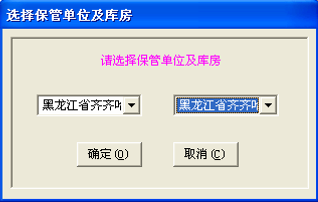 选择保管单位及库房
请选择保管单位及库房
黑龙江省齐齐 黑龙江省齐齐
确定(O) 取消(C)